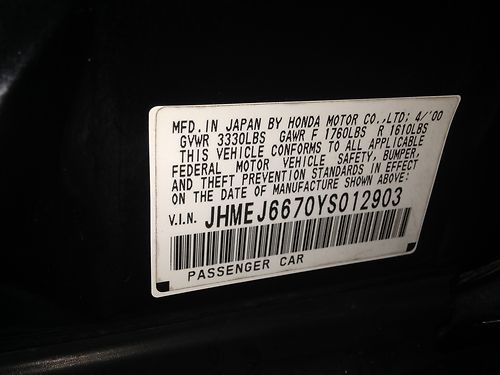 MFD. IN JAPAN BY HONDA MOTOR CO., LTD; 4/'00
GVWR 3330LBS GAWR F 1760LBS R 1610LBS
THIS VEHICLE CONFORMS TO ALL APPLICABLE
FEDERAL MOTOR VEHICLE SAFETY, BUMPER,
AND THEFT PREVENTION STANDARDS IN EFFECT
ON THE DATE OF MANUFACTURE SHOWN ABOVE:
V.I.N. JHMEJ6670YS012903
PASSENGER CAR